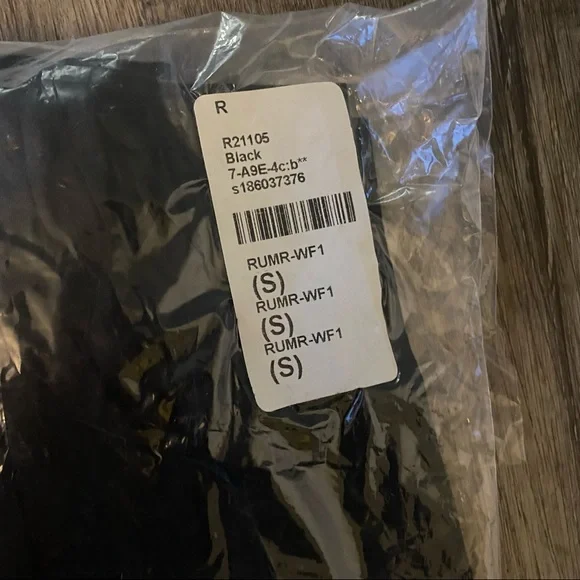 R
R21105
Black
7-A9E-4c:b**
s186037376
RUMR-WF1
(S)
RUMR-WF1
(S)
RUMR-WF1
(S)